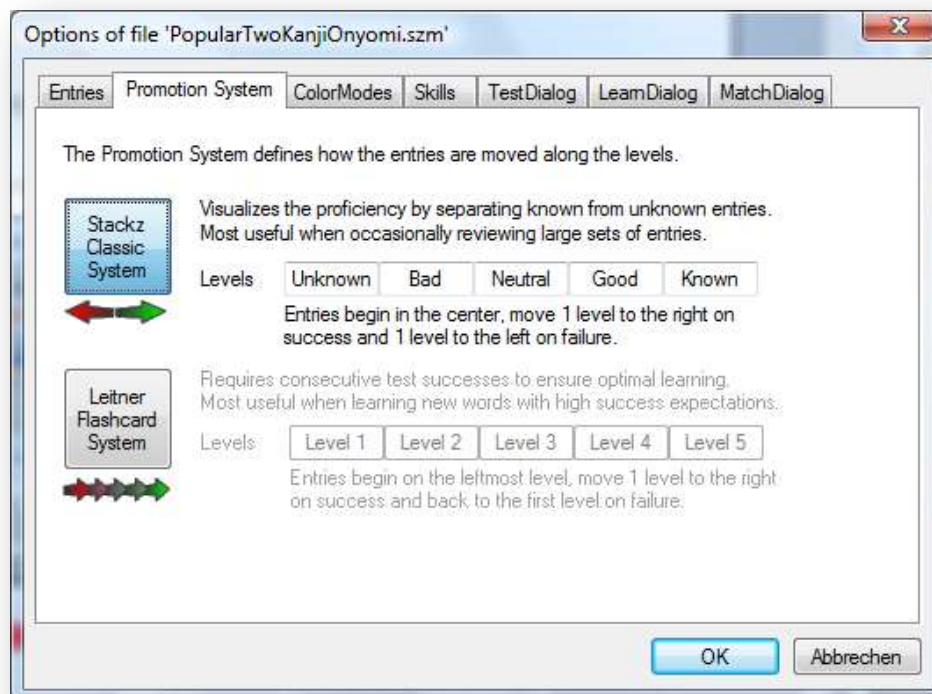 Options of file 'PopularTwoKanjiOnyomi.szm'
Entries Promotion System ColorModes Skills TestDialog LearnDialog MatchDialog
The Promotion System defines how the entries are moved along the levels.
Stackz
Classic
System
Visualizes the proficiency by separating known from unknown entries.
Most useful when occasionally reviewing large sets of entries.
Levels Unknown Bad Neutral Good Known
Entries begin in the center, move 1 level to the right on
success and 1 level to the left on failure.
Leitner
Flashcard
System
Requires consecutive test successes to ensure optimal learning.
Most useful when learning new words with high success expectations.
Levels Level 1 Level 2 Level 3 Level 4 Level 5
Entries begin on the leftmost level, move 1 level to the right
on success and back to the first level on failure.
OK Abbrechen